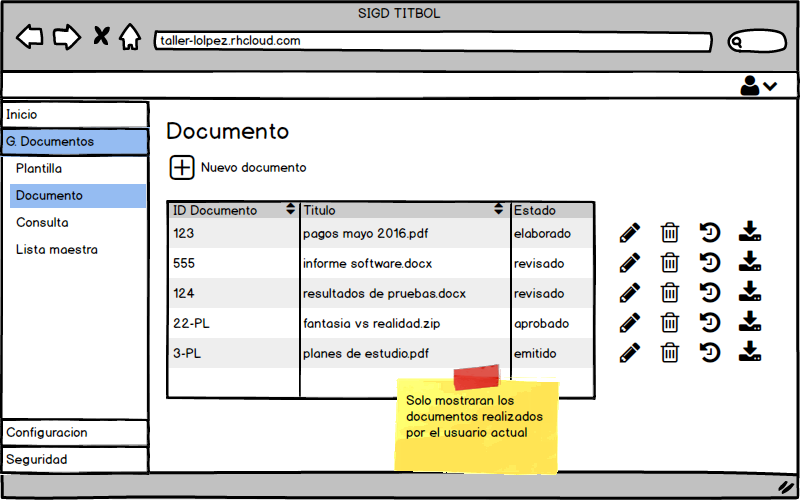 SIGD TITBOL
taller-lolpez.rhcloud.com
Inicio
G. Documentos
Plantilla
Documento
Consulta
Lista maestra
Configuracion
Seguridad
Documento
Nuevo documento
ID Documento Titulo Estado
123 pagos mayo 2016.pdf elaborado
555 informe software.docx revisado
124 resultados de pruebas.docx revisado
22-PL fantasia vs realidad.zip aprobado
3-PL planes de estudio.pdf emitido
Solo mostraran los
documentos realizados
por el usuario actual